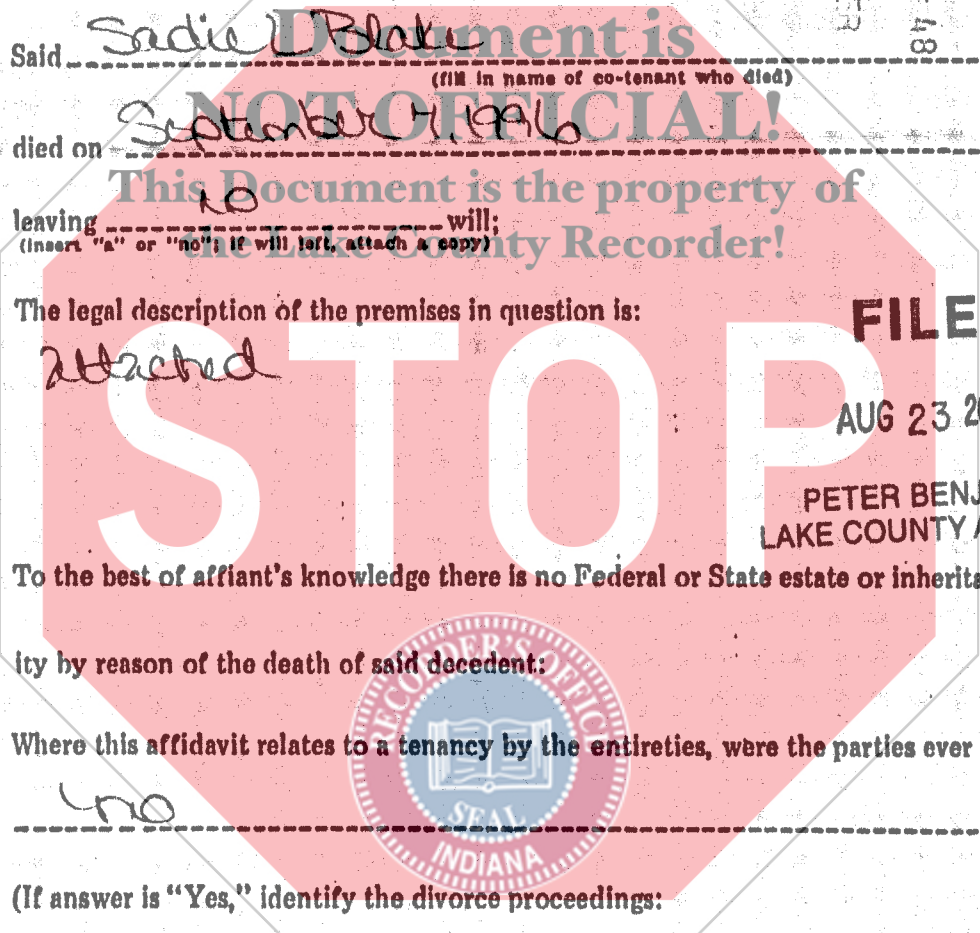 Document is
Said Sadie L Blake
(fill in name of co-tenant who died)
NOT OFFICIAL!
died on September 7, 1996
This Document is the property of
leaving no will;
(insert "a" or "no"; if will left, attach a copy)
the Lake County Recorder!
The legal description of the premises in question is:
attached
FILE
AUG 23 20
PETER BENJ
LAKE COUNTY A
STOP
To the best of affiant's knowledge there is no Federal or State estate or inherita
ity by reason of the death of said decedent:
RECORDER'S OFFICE
Where this affidavit relates to a tenancy by the entireties, were the parties ever
no
SEAL
INDIANA
(If answer is "Yes," identify the divorce proceedings: